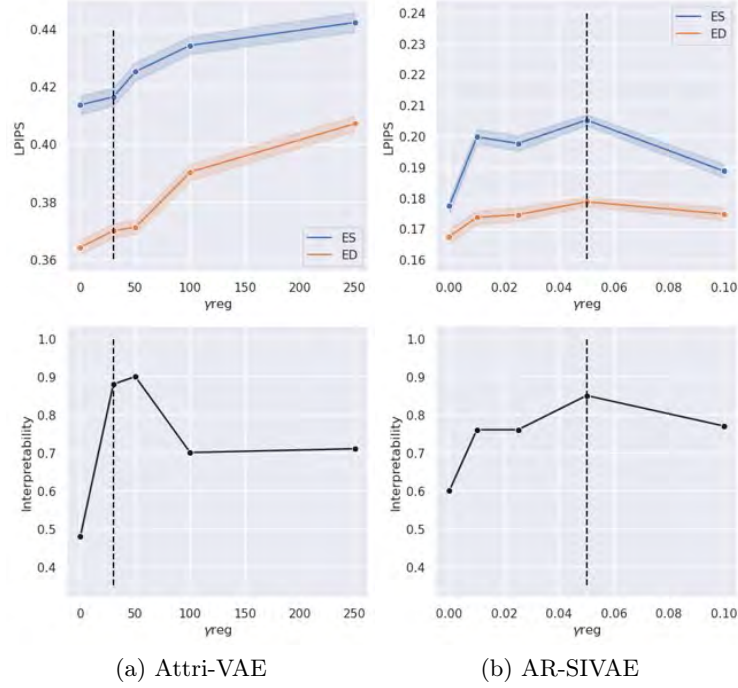 0.44
0.42
0.40
0.38
0.36
LPIPS
ES
ED
0 50 100 150 200 250
γreg
0.24
0.23
0.22
0.21
0.20
0.19
0.18
0.17
0.16
LPIPS
ES
ED
0.00 0.02 0.04 0.06 0.08 0.10
γreg
1.0
0.9
0.8
0.7
0.6
0.5
0.4
Interpretability
0 50 100 150 200 250
γreg
1.0
0.9
0.8
0.7
0.6
0.5
0.4
Interpretability
0.00 0.02 0.04 0.06 0.08 0.10
γreg
(a) Attri-VAE
(b) AR-SIVAE